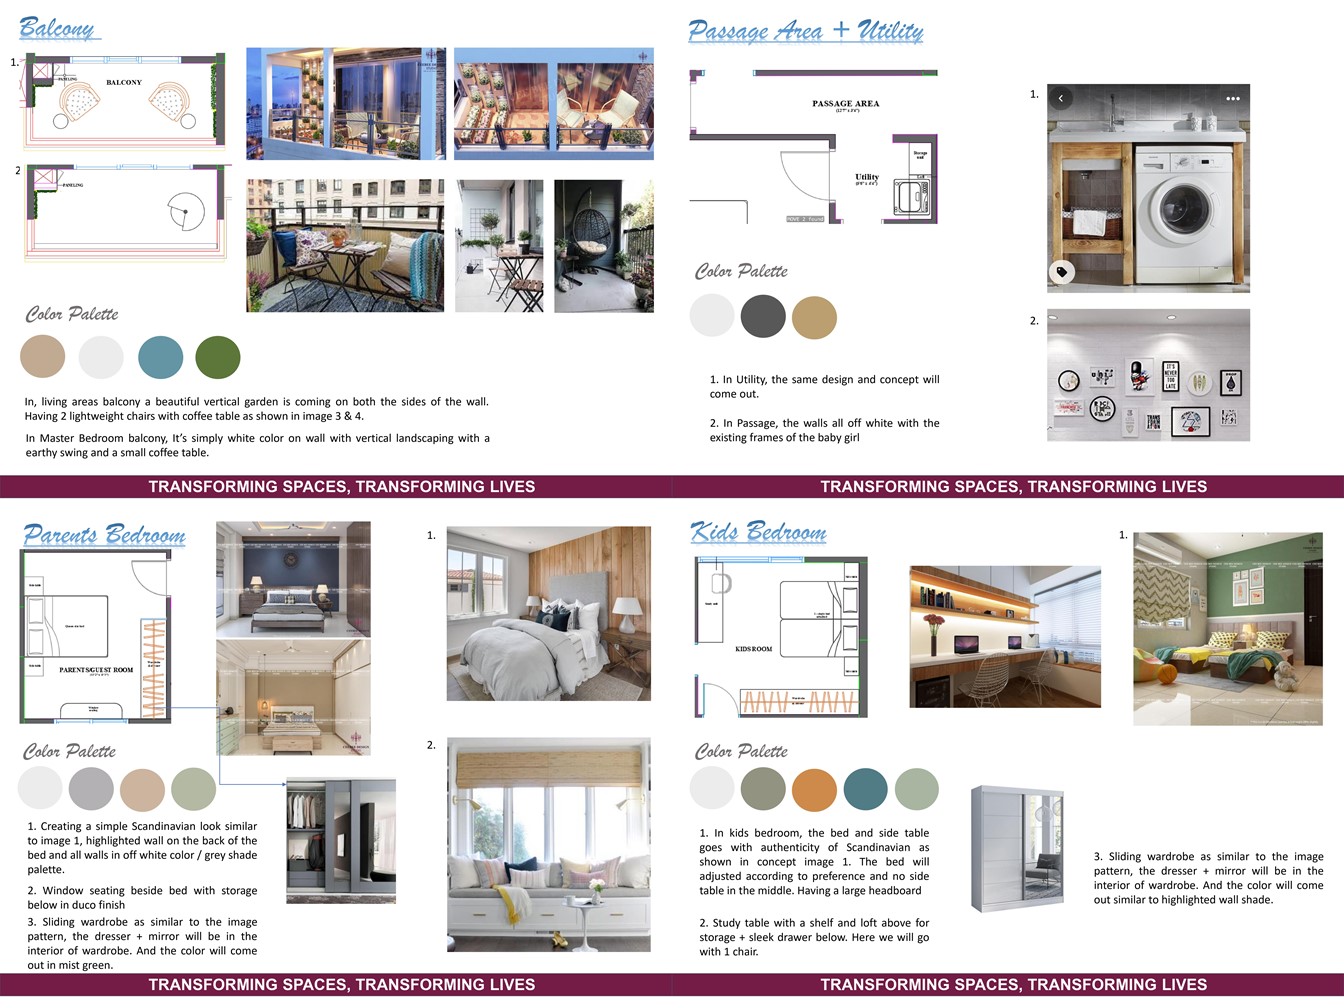 Balcony
1.
BALCONY
PANELING
2
PANELING
Color Palette
In, living areas balcony a beautiful vertical garden is coming on both the sides of the wall.
Having 2 lightweight chairs with coffee table as shown in image 3 & 4.
In Master Bedroom balcony, It's simply white color on wall with vertical landscaping with a
earthy swing and a small coffee table.
TRANSFORMING SPACES, TRANSFORMING LIVES
Passage Area + Utility
PASSAGE AREA
Utility
Color Palette
1. In Utility, the same design and concept will
come out.
2. In Passage, the walls all off white with the
existing frames of the baby girl
1.
2.
IT'S
NEVER
TOO
LATE
TRANSFORMING SPACES, TRANSFORMING LIVES
Parents Bedroom
PARENTS/GUEST ROOM
Color Palette
1. Creating a simple Scandinavian look similar
to image 1, highlighted wall on the back of the
bed and all walls in off white color / grey shade
palette.
2. Window seating beside bed with storage
below in duco finish
3. Sliding wardrobe as similar to the image
pattern, the dresser + mirror will be in the
interior of wardrobe. And the color will come
out in mist green.
1.
2.
TRANSFORMING SPACES, TRANSFORMING LIVES
Kids Bedroom
KIDS ROOM
1.
Color Palette
1. In kids bedroom, the bed and side table
goes with authenticity of Scandinavian as
shown in concept image 1. The bed will
adjusted according to preference and no side
table in the middle. Having a large headboard
2. Study table with a shelf and loft above for
storage + sleek drawer below. Here we will go
with 1 chair.
3. Sliding wardrobe as similar to the image
pattern, the dresser + mirror will be in the
interior of wardrobe. And the color will come
out similar to highlighted wall shade.
TRANSFORMING SPACES, TRANSFORMING LIVES